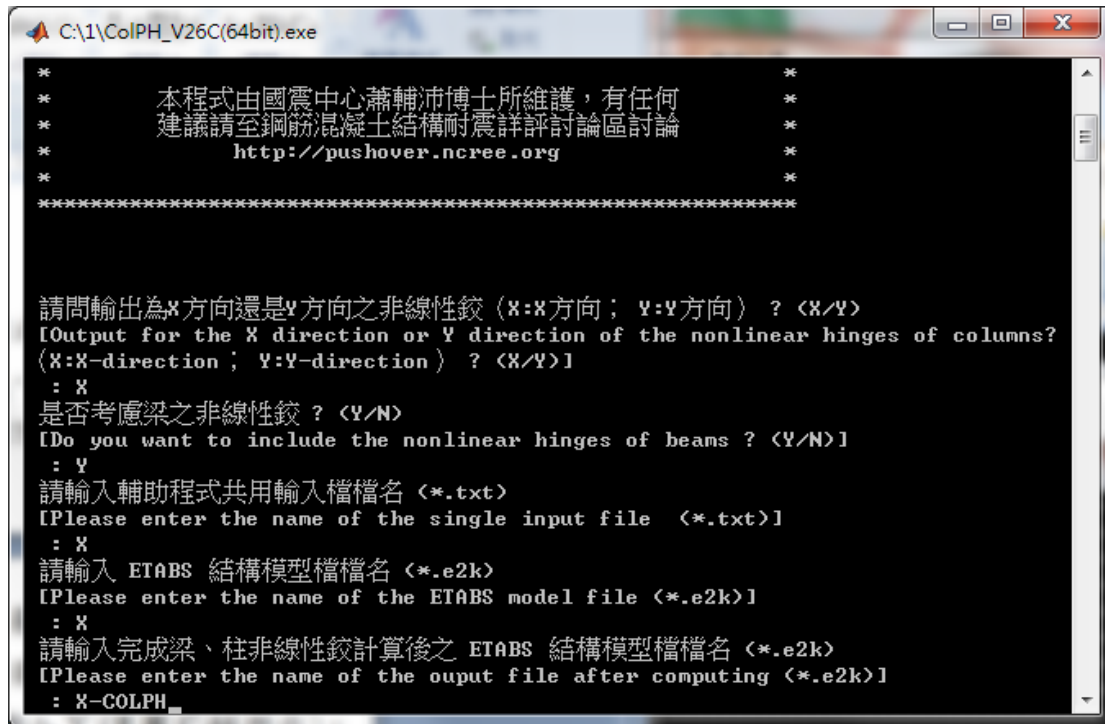 C:\1\ColPH_V26C(64bit).exe
* *
* 本程式由國震中心蕭輔沛博士所維護，有任何 *
* 建議請至鋼筋混凝土結構耐震詳評討論區討論 *
* http://pushover.ncree.org *
* *
**********************************************************
請問輸出為X方向還是Y方向之非線性鉸（X:X方向； Y:Y方向） ? (X/Y)
[Output for the X direction or Y direction of the nonlinear hinges of columns?
（X:X-direction； Y:Y-direction） ? (X/Y)]
: X
是否考慮梁之非線性鉸 ? (Y/N)
[Do you want to include the nonlinear hinges of beams ? (Y/N)]
: Y
請輸入輔助程式共用輸入檔檔名 (*.txt)
[Please enter the name of the single input file (*.txt)]
: X
請輸入 ETABS 結構模型檔檔名 (*.e2k)
[Please enter the name of the ETABS model file (*.e2k)]
: X
請輸入完成梁、柱非線性鉸計算後之 ETABS 結構模型檔檔名 (*.e2k)
[Please enter the name of the ouput file after computing (*.e2k)]
: X-COLPH_